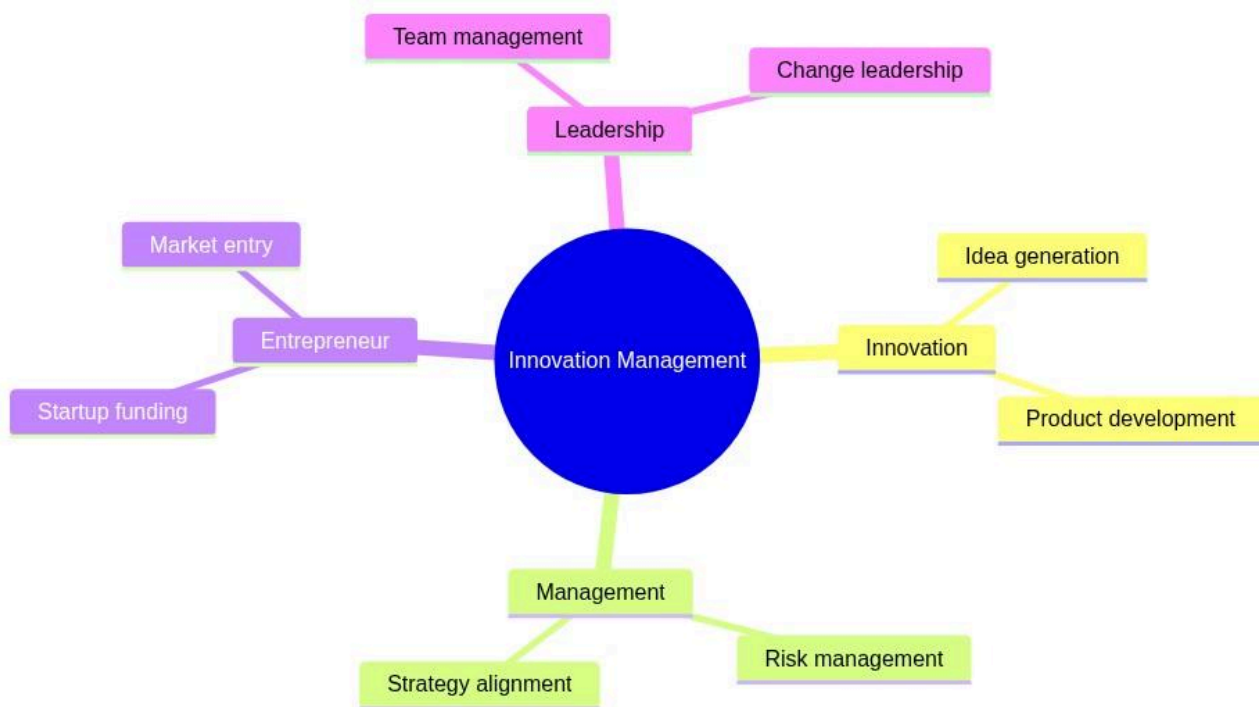 Team management
Change leadership
Leadership
Market entry
Idea generation
Entrepreneur
Innovation Management
Innovation
Startup funding
Product development
Management
Risk management
Strategy alignment